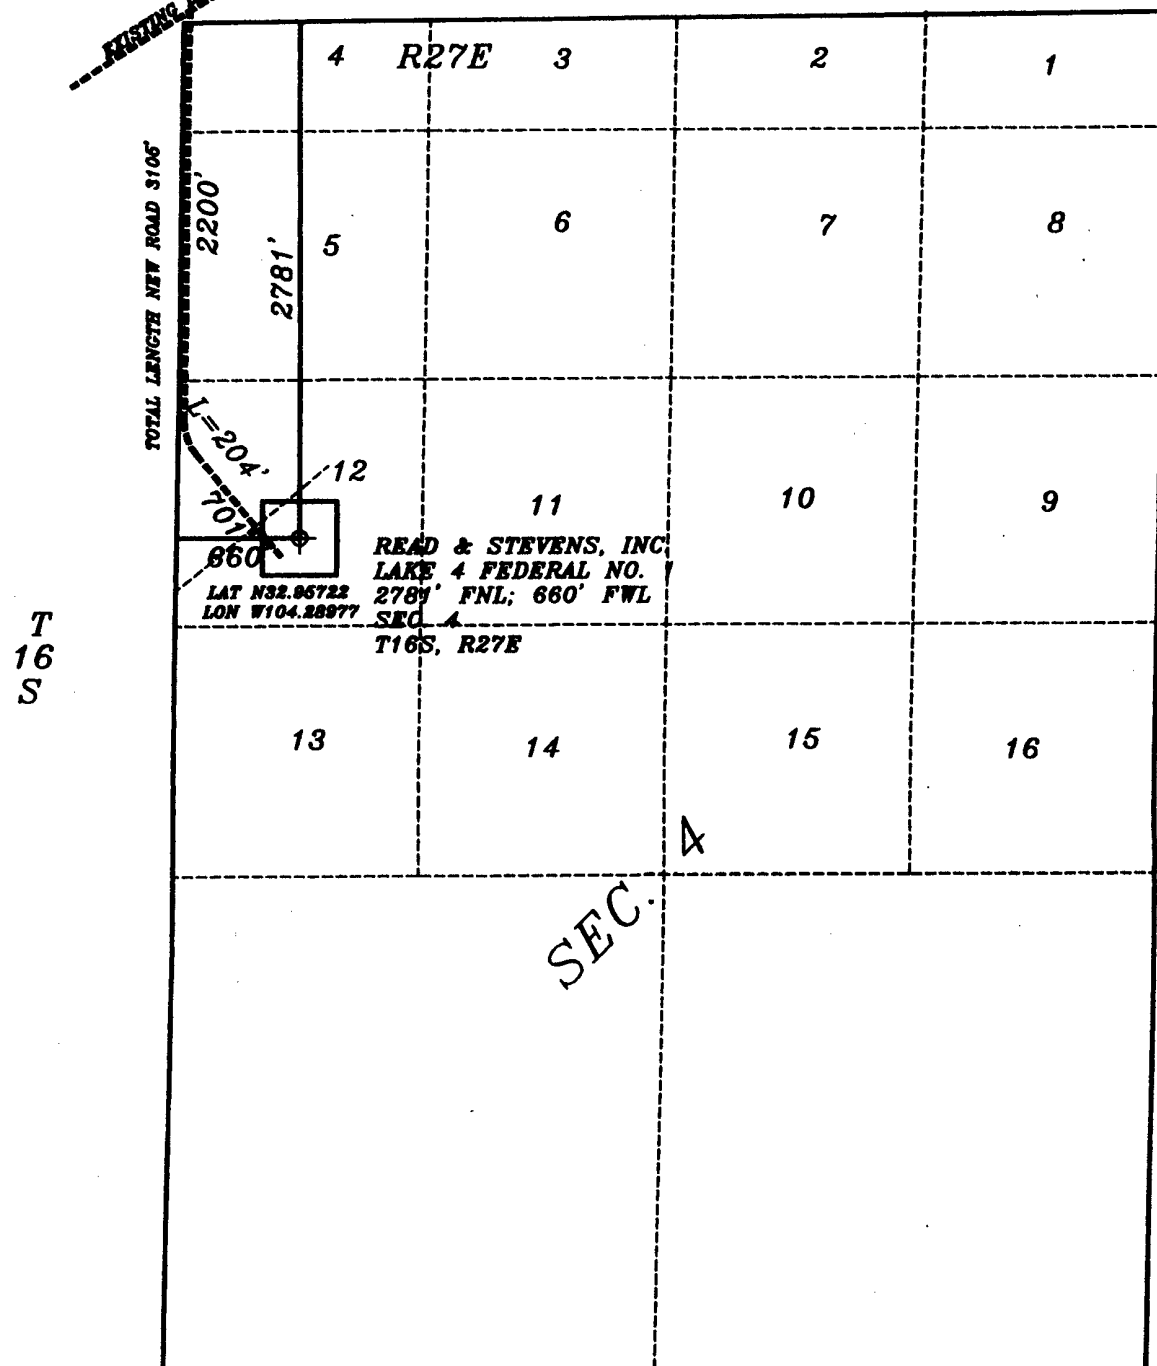 EXISTING
4 R27E 3 2 1
TOTAL LENGTH NEW ROAD 3105'
2200'
2781'
5 6 7 8
L=204'
701'
12 11 10 9
660'
LAT N32.95722
LON W104.28977
READ & STEVENS, INC
LAKE 4 FEDERAL NO. 1
2781' FNL; 660' FWL
SEC. 4
T16S, R27E
T
16
S
13 14 15 16
SEC. 4